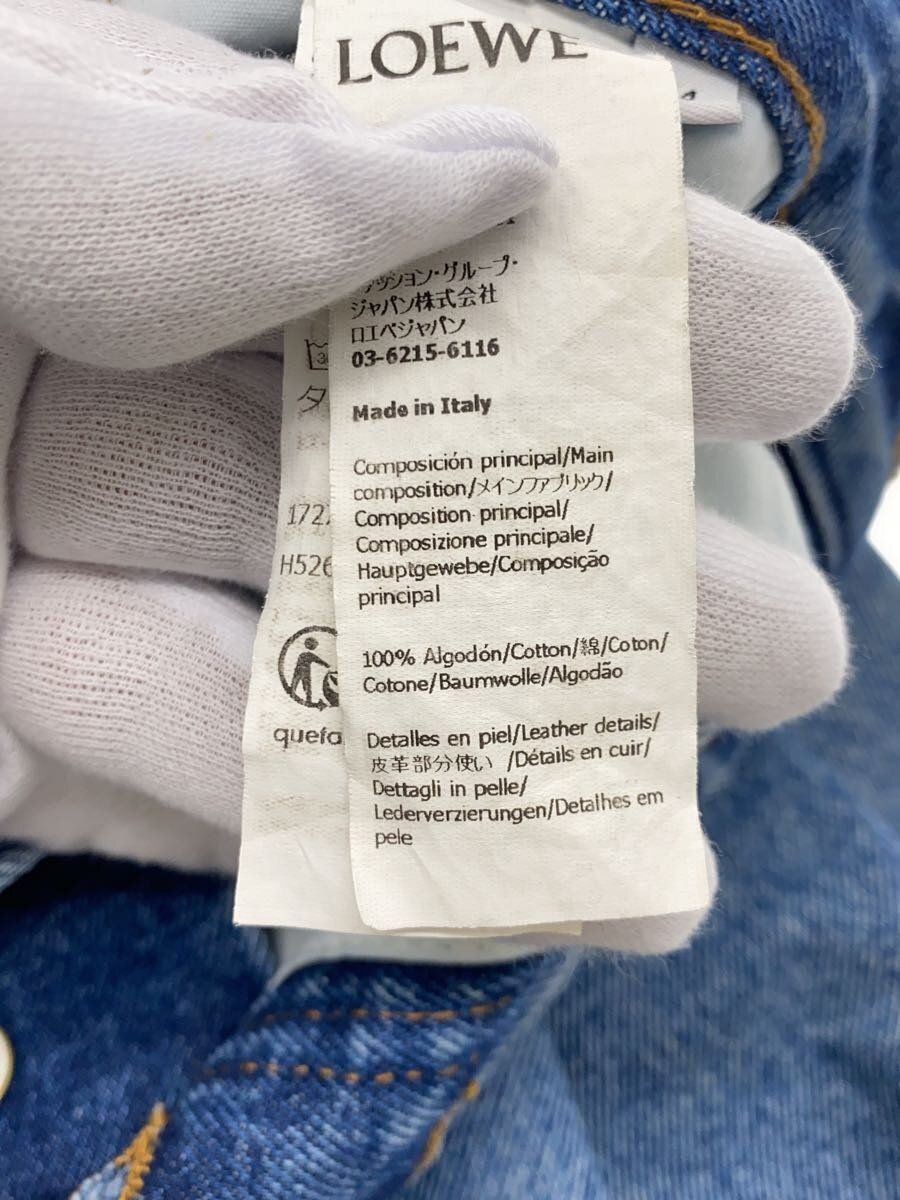 LOEWE
ッション・グループ・
ジャパン株式会社
ロエベジャパン
03-6215-6116
Made in Italy
Composición principal/Main
composition/メインファブリック/
Composition principal/
Composizione principale/
Hauptgewebe/Composição
principal
100% Algodón/Cotton/綿/Coton/
Cotone/Baumwolle/Algodão
Detalles en piel/Leather details/
皮革部分使い /Détails en cuir/
Dettagli in pelle/
Lederverzierungen/Detalhes em
pele
タ
172
H526
quefa